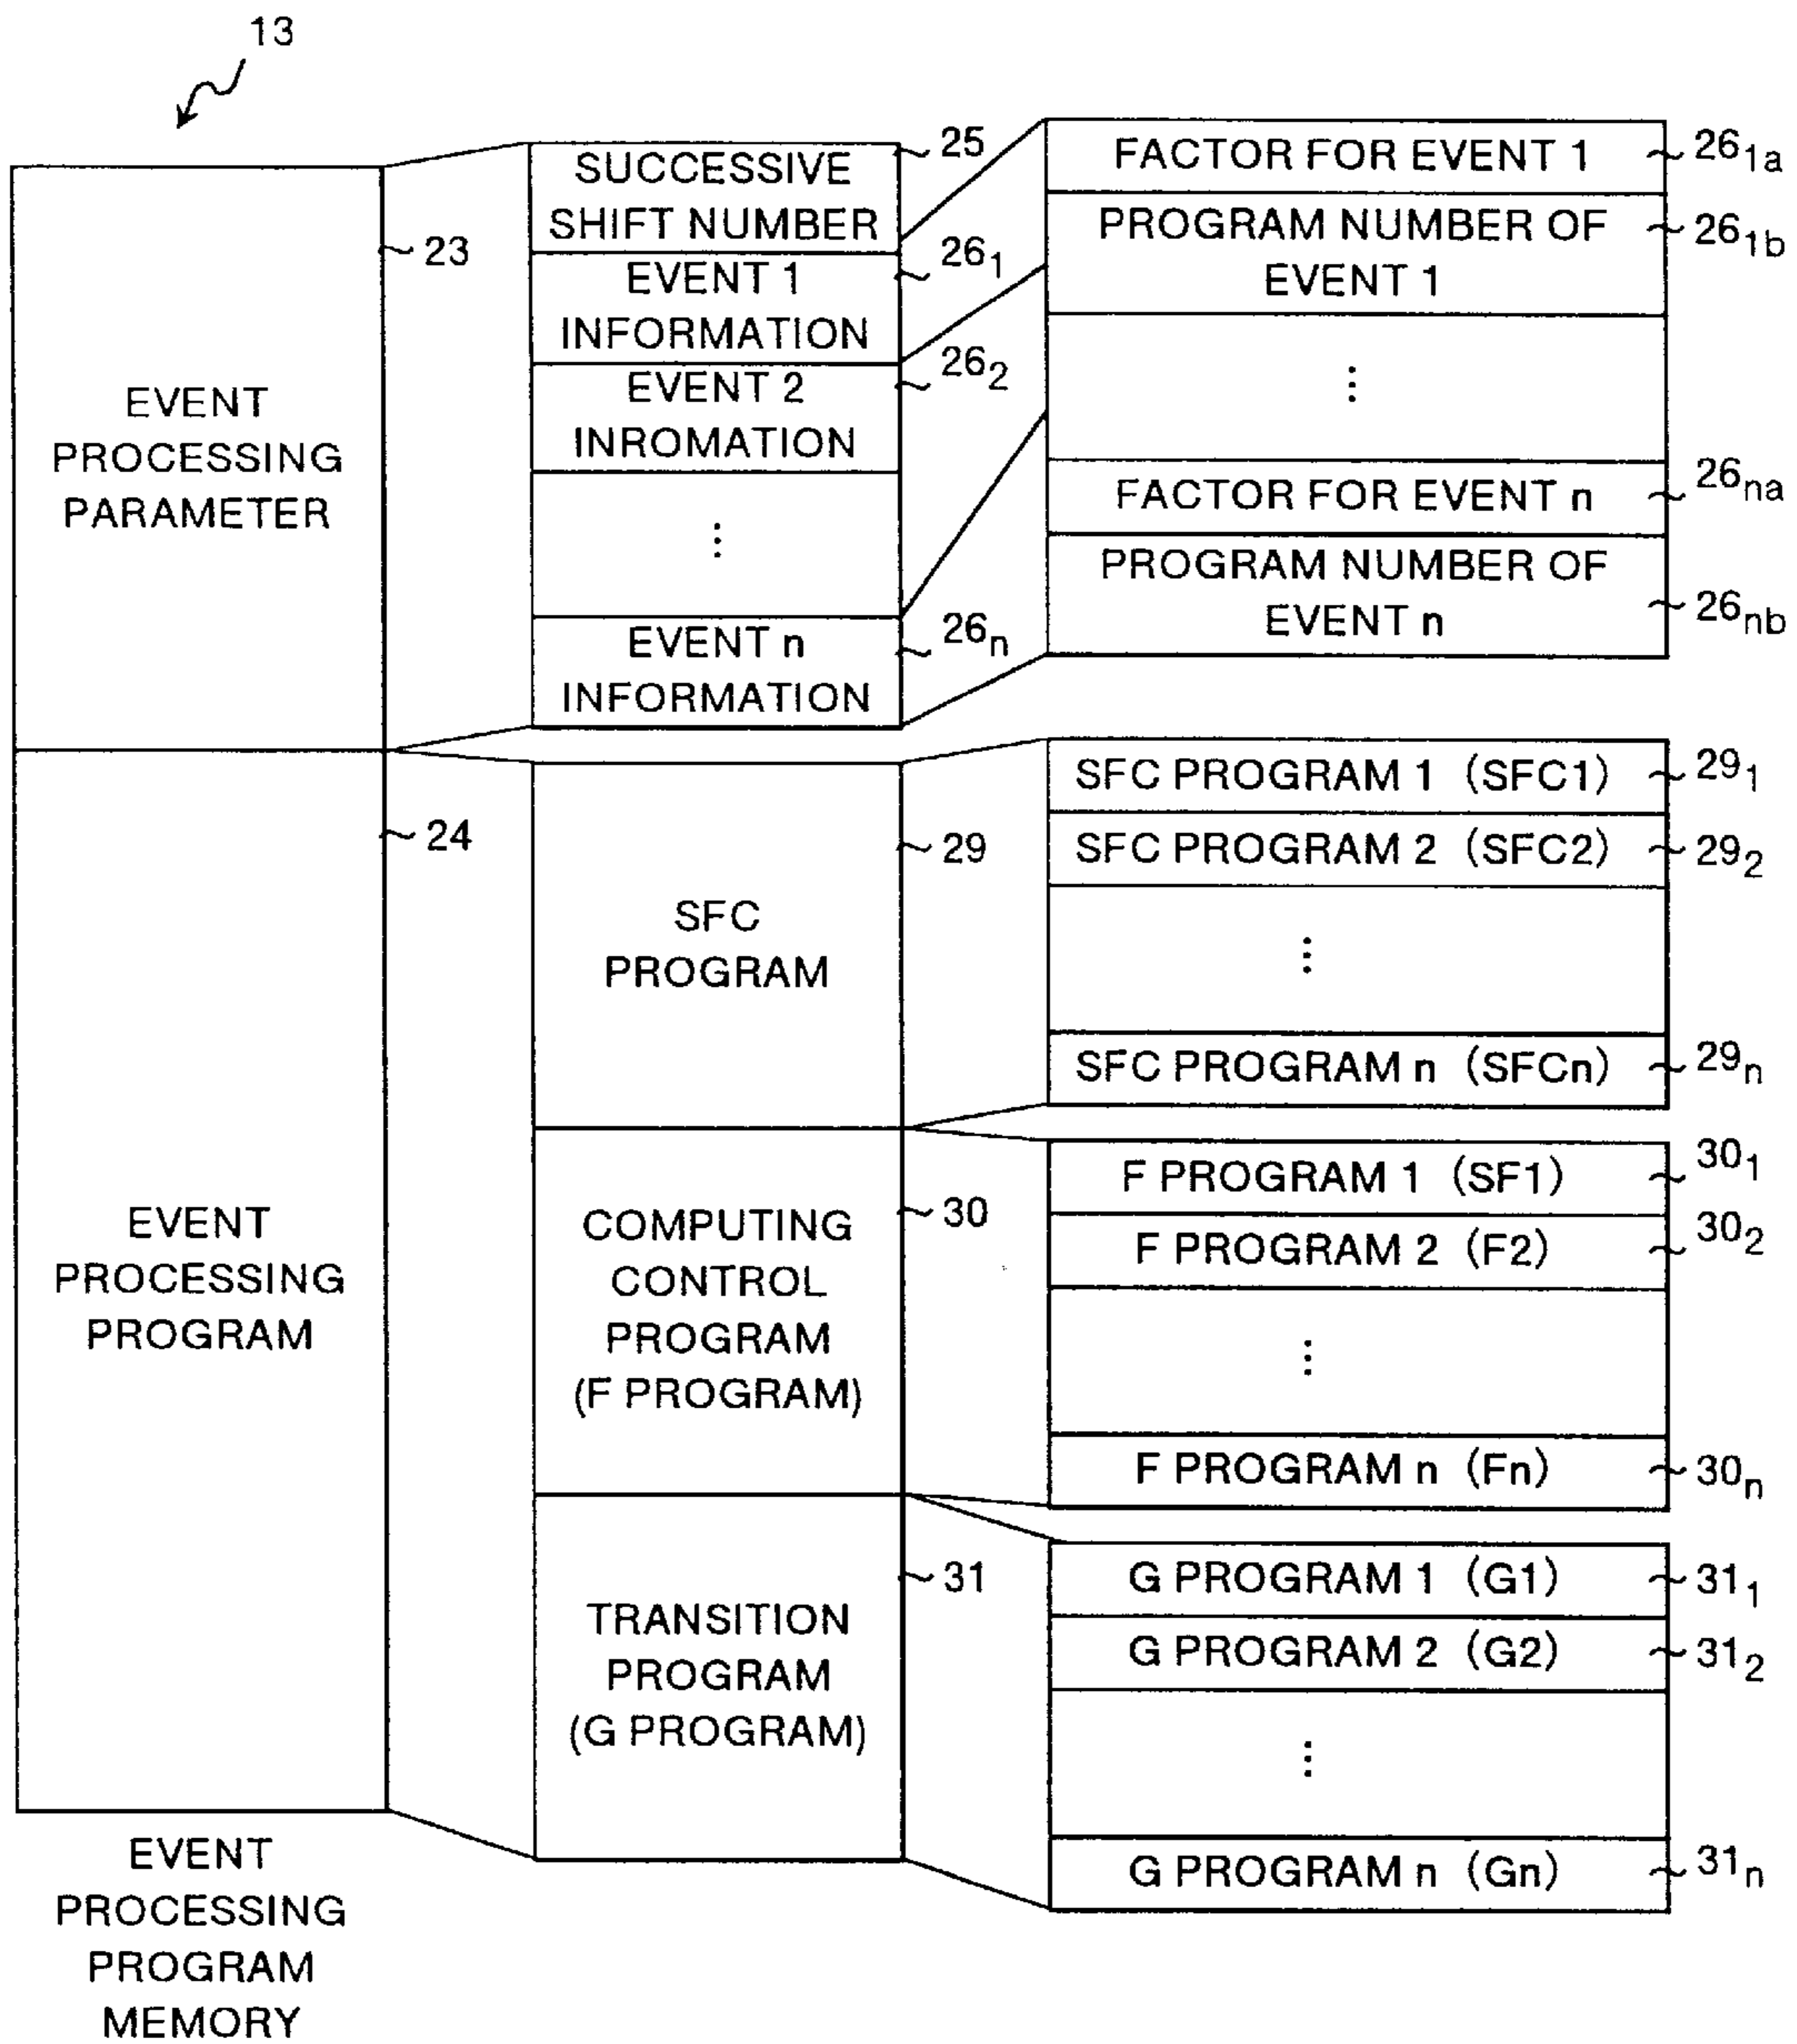 13
EVENT
PROCESSING
PARAMETER
23
EVENT
PROCESSING
PROGRAM
24
EVENT
PROCESSING
PROGRAM
MEMORY
SUCCESSIVE
SHIFT NUMBER
25
EVENT 1
INFORMATION
26₁
EVENT 2
INROMATION
26₂
⋮
EVENT n
INFORMATION
26ₙ
SFC
PROGRAM
29
COMPUTING
CONTROL
PROGRAM
(F PROGRAM)
30
TRANSITION
PROGRAM
(G PROGRAM)
31
FACTOR FOR EVENT 1
261a
PROGRAM NUMBER OF
EVENT 1
261b
⋮
FACTOR FOR EVENT n
26na
PROGRAM NUMBER OF
EVENT n
26nb
SFC PROGRAM 1 (SFC1)
29₁
SFC PROGRAM 2 (SFC2)
29₂
⋮
SFC PROGRAM n (SFCn)
29ₙ
F PROGRAM 1 (SF1)
30₁
F PROGRAM 2 (F2)
30₂
⋮
F PROGRAM n (Fn)
30ₙ
G PROGRAM 1 (G1)
31₁
G PROGRAM 2 (G2)
31₂
⋮
G PROGRAM n (Gn)
31ₙ